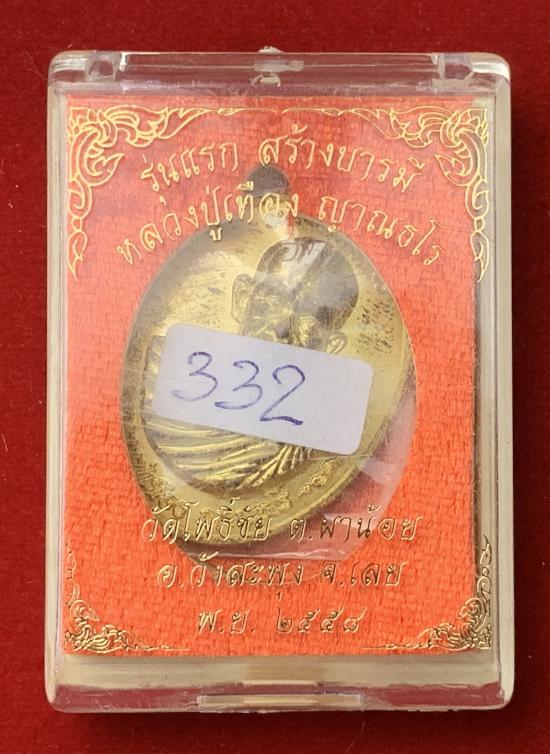 รุ่นแรก สร้างบารมี
หลวงปู่เทือง ญาณธโร
332
วัดโพธิ์ชัย ต.ผาน้อย
อ.วังสะพุง จ.เลย
พ.ย. ๒๕๕๘